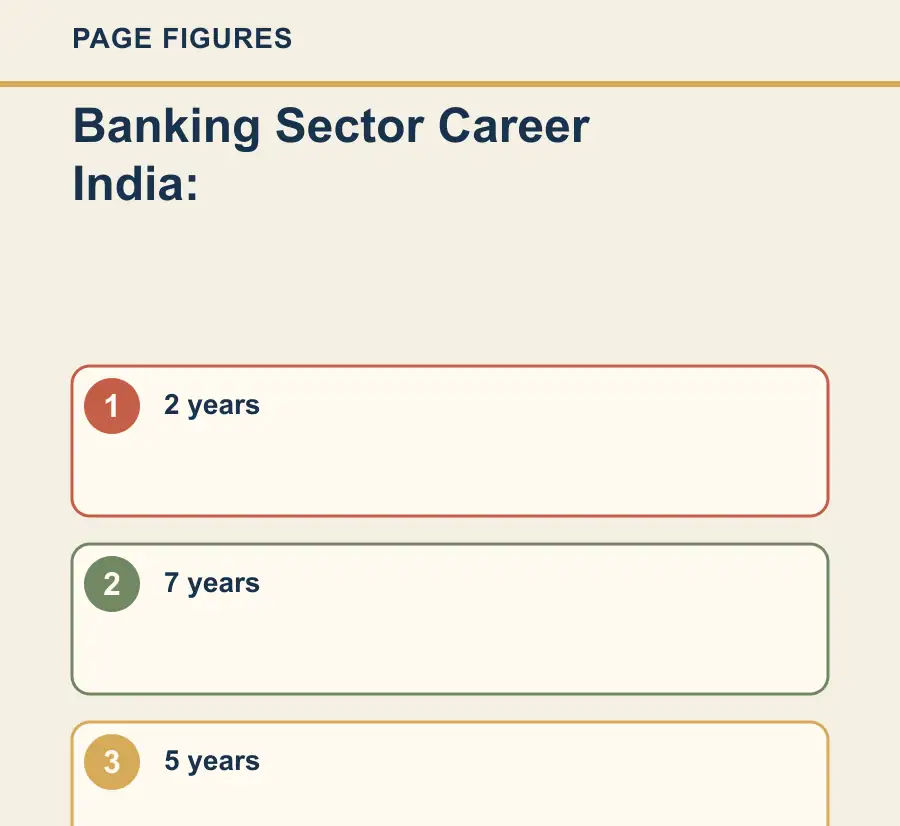 PAGE FIGURES
Banking Sector Career
India:
1 2 years
2 7 years
3 5 years